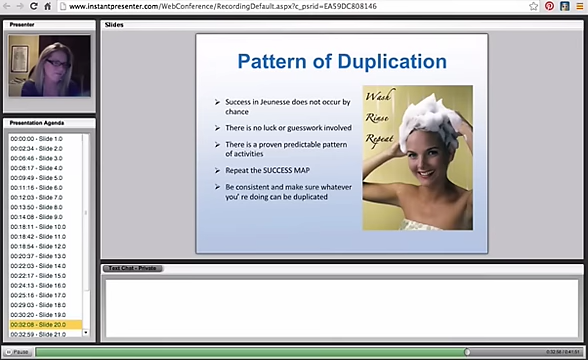 www.instantpresenter.com/WebConference/RecordingDefault.aspx?c_psrid=EA59DC808146
Presenter
Slides
Presentation Agenda
00:00:00 - Slide 1.0
00:02:34 - Slide 2.0
00:06:46 - Slide 3.0
00:08:17 - Slide 4.0
00:09:51 - Slide 5.0
00:11:16 - Slide 6.0
00:12:03 - Slide 7.0
00:13:50 - Slide 8.0
00:14:08 - Slide 9.0
00:18:11 - Slide 10.0
00:18:42 - Slide 11.0
00:18:54 - Slide 12.0
00:20:37 - Slide 13.0
00:22:03 - Slide 14.0
00:22:17 - Slide 15.0
00:24:13 - Slide 16.0
00:25:16 - Slide 17.0
00:29:03 - Slide 18.0
00:30:20 - Slide 19.0
00:32:08 - Slide 20.0
00:32:59 - Slide 21.0
Pattern of Duplication
Success in Jeunesse does not occur by
chance
There is no luck or guesswork involved
There is a proven predictable pattern
of activities
Repeat the SUCCESS MAP
Be consistent and make sure whatever
you're doing can be duplicated
Wash
Rinse
Repeat
Text Chat - Private
Pause